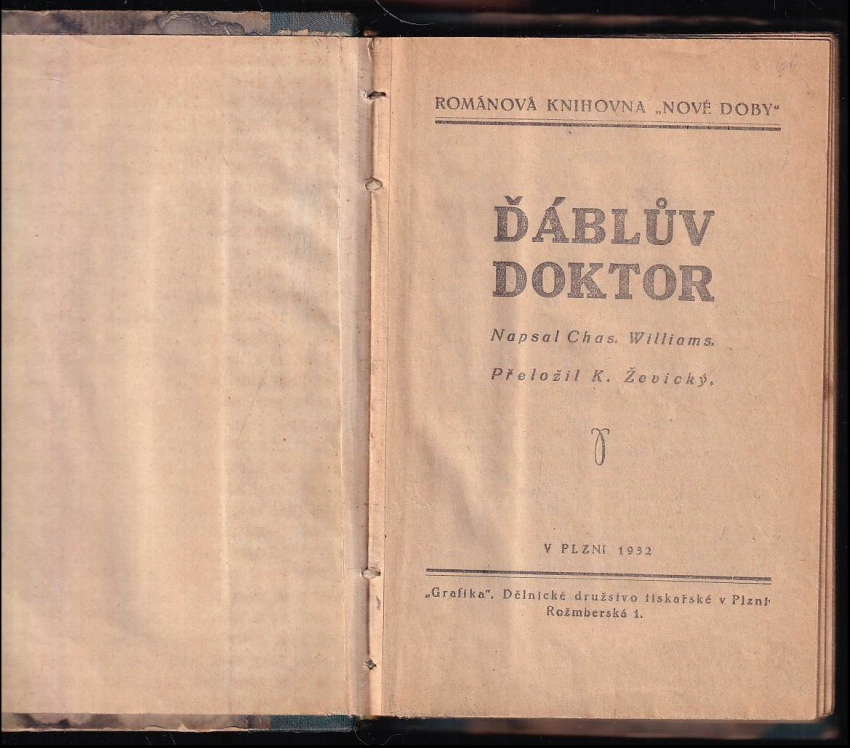 ROMÁNOVÁ KNIHOVNA „NOVÉ DOBY“
ĎÁBLŮV
DOKTOR
Napsal Chas. Williams.
Přeložil K. Ževický.
V PLZNI 1932
„Grafika“, Dělnické družstvo tiskařské v Plzni
Rožmberská 1.